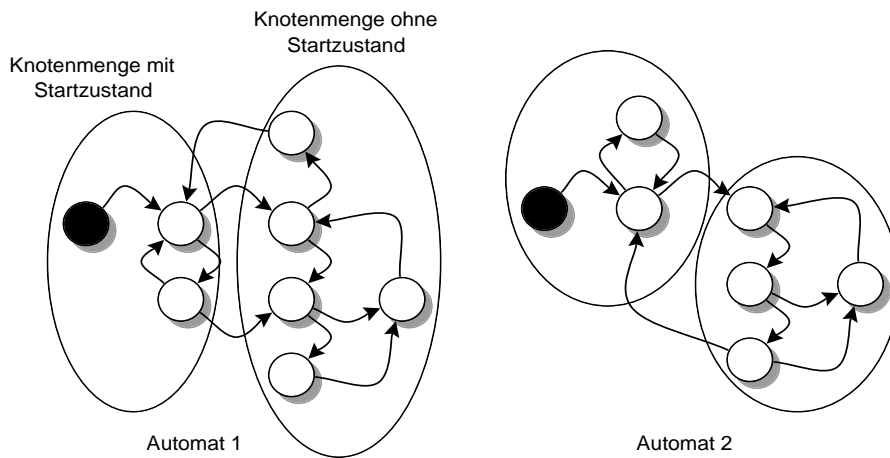 Knotenmenge ohne
Startzustand
Knotenmenge mit
Startzustand
Automat 1
Automat 2